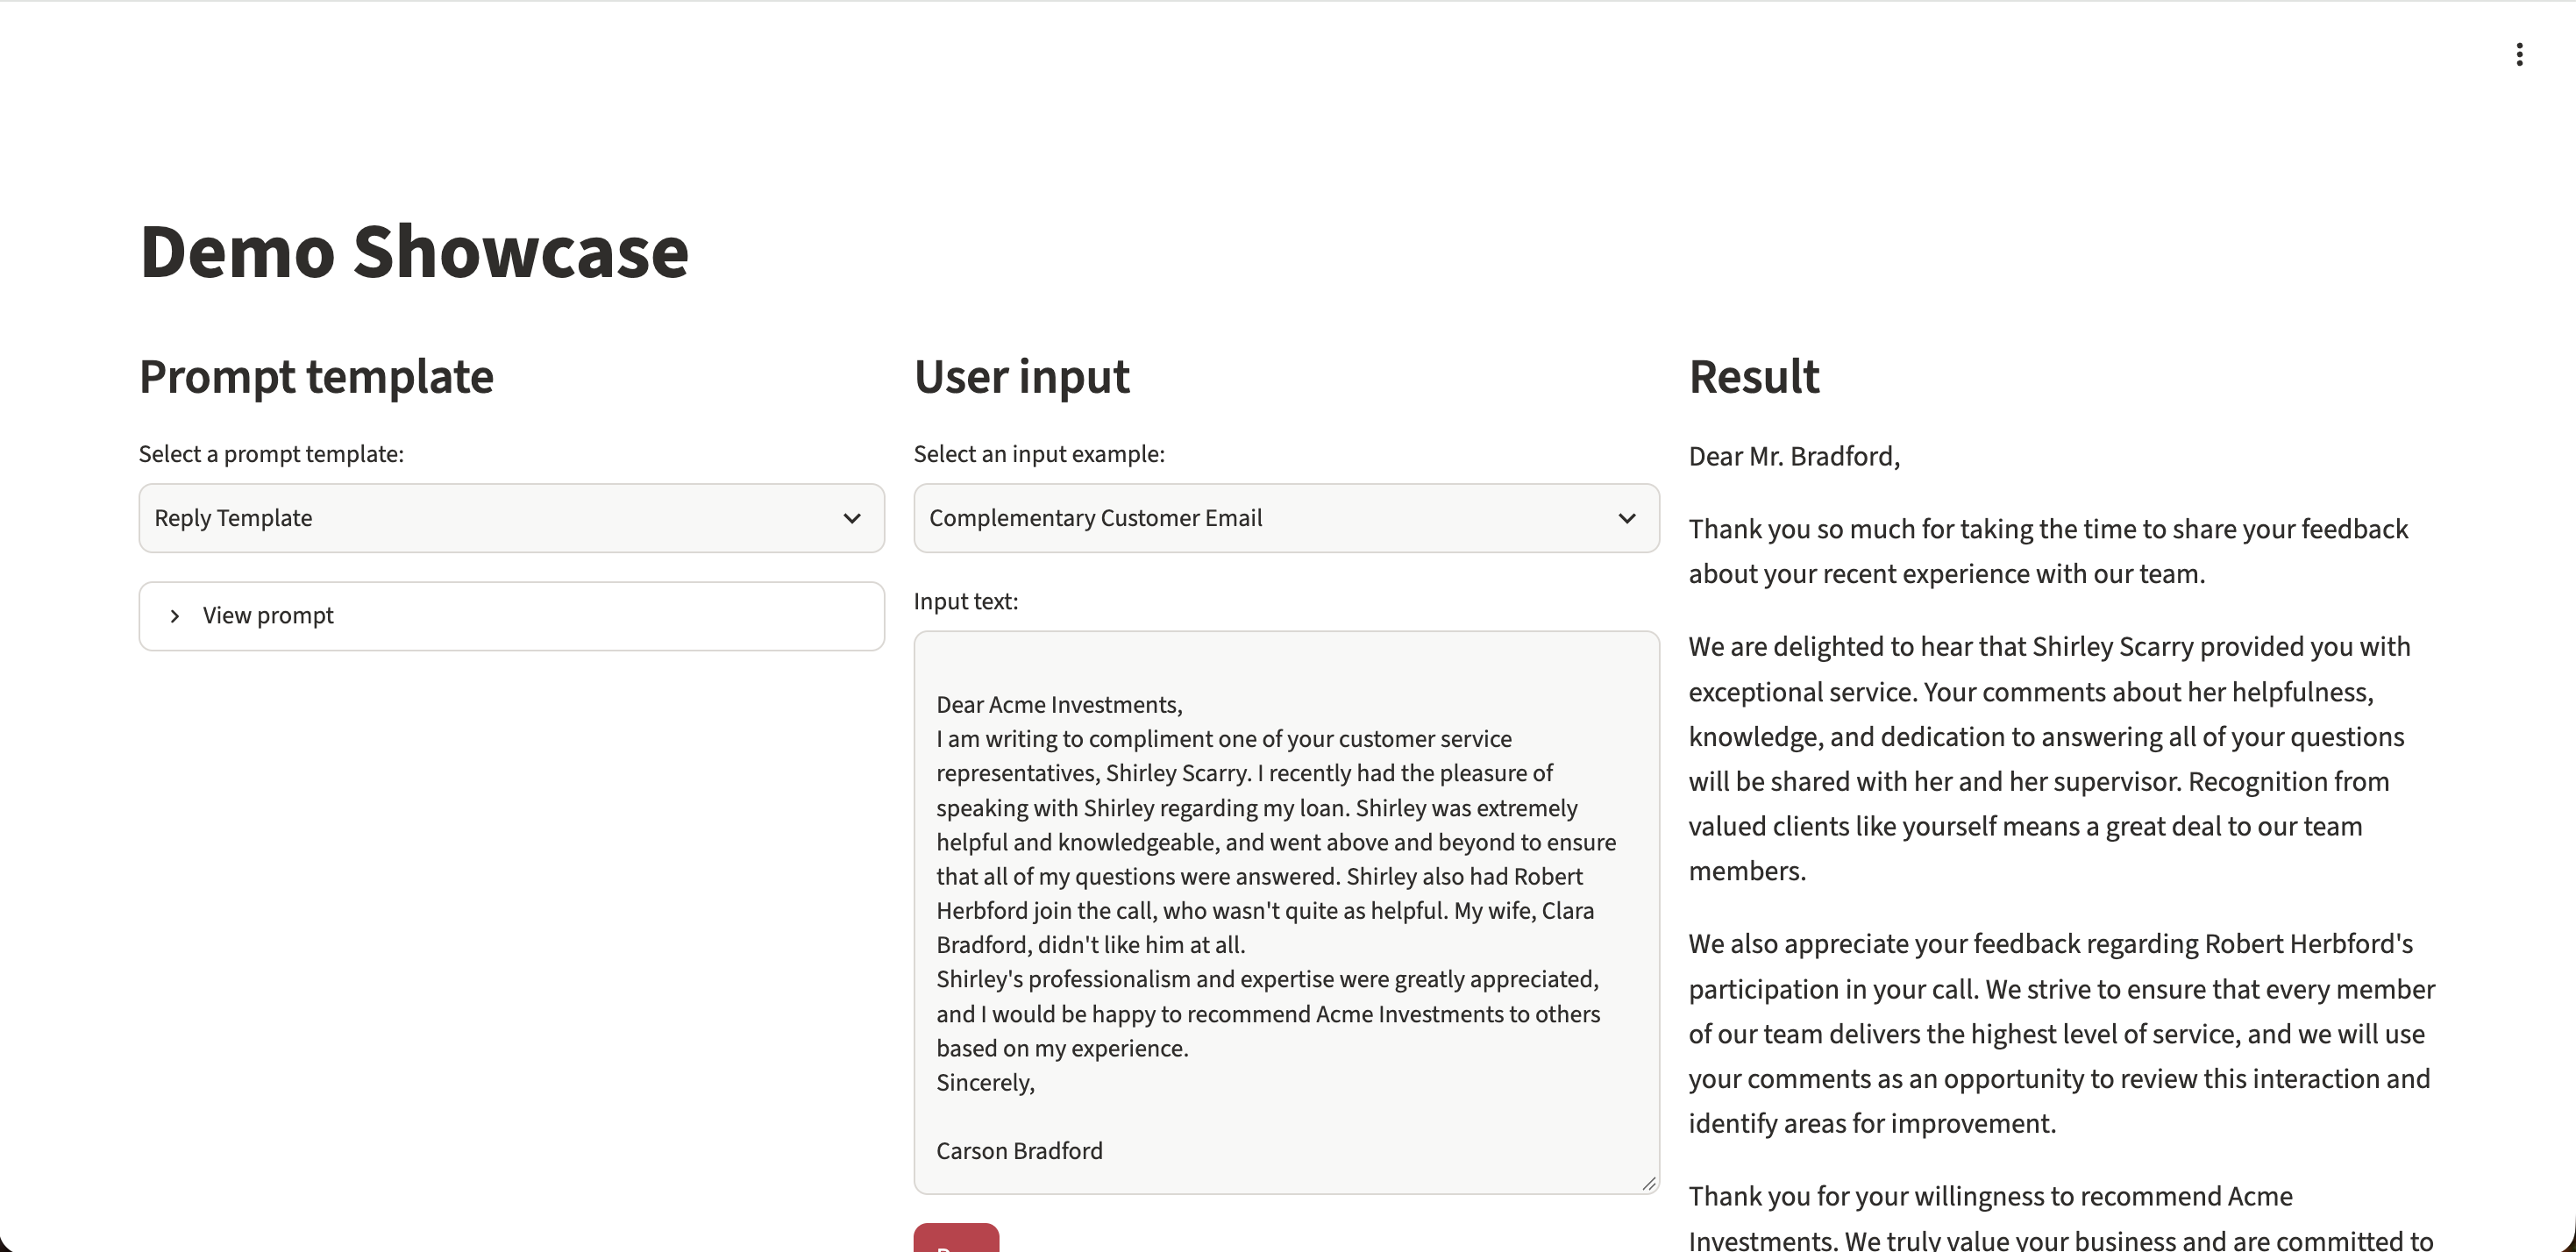 Demo Showcase
Prompt template
Select a prompt template:
Reply Template
View prompt
User input
Select an input example:
Complementary Customer Email
Input text:
Dear Acme Investments,
I am writing to compliment one of your customer service
representatives, Shirley Scarry. I recently had the pleasure of
speaking with Shirley regarding my loan. Shirley was extremely
helpful and knowledgeable, and went above and beyond to ensure
that all of my questions were answered. Shirley also had Robert
Herbford join the call, who wasn't quite as helpful. My wife, Clara
Bradford, didn't like him at all.
Shirley's professionalism and expertise were greatly appreciated,
and I would be happy to recommend Acme Investments to others
based on my experience.
Sincerely,
Carson Bradford
Result
Dear Mr. Bradford,
Thank you so much for taking the time to share your feedback
about your recent experience with our team.
We are delighted to hear that Shirley Scarry provided you with
exceptional service. Your comments about her helpfulness,
knowledge, and dedication to answering all of your questions
will be shared with her and her supervisor. Recognition from
valued clients like yourself means a great deal to our team
members.
We also appreciate your feedback regarding Robert Herbford's
participation in your call. We strive to ensure that every member
of our team delivers the highest level of service, and we will use
your comments as an opportunity to review this interaction and
identify areas for improvement.
Thank you for your willingness to recommend Acme
Investments. We truly value your business and are committed to